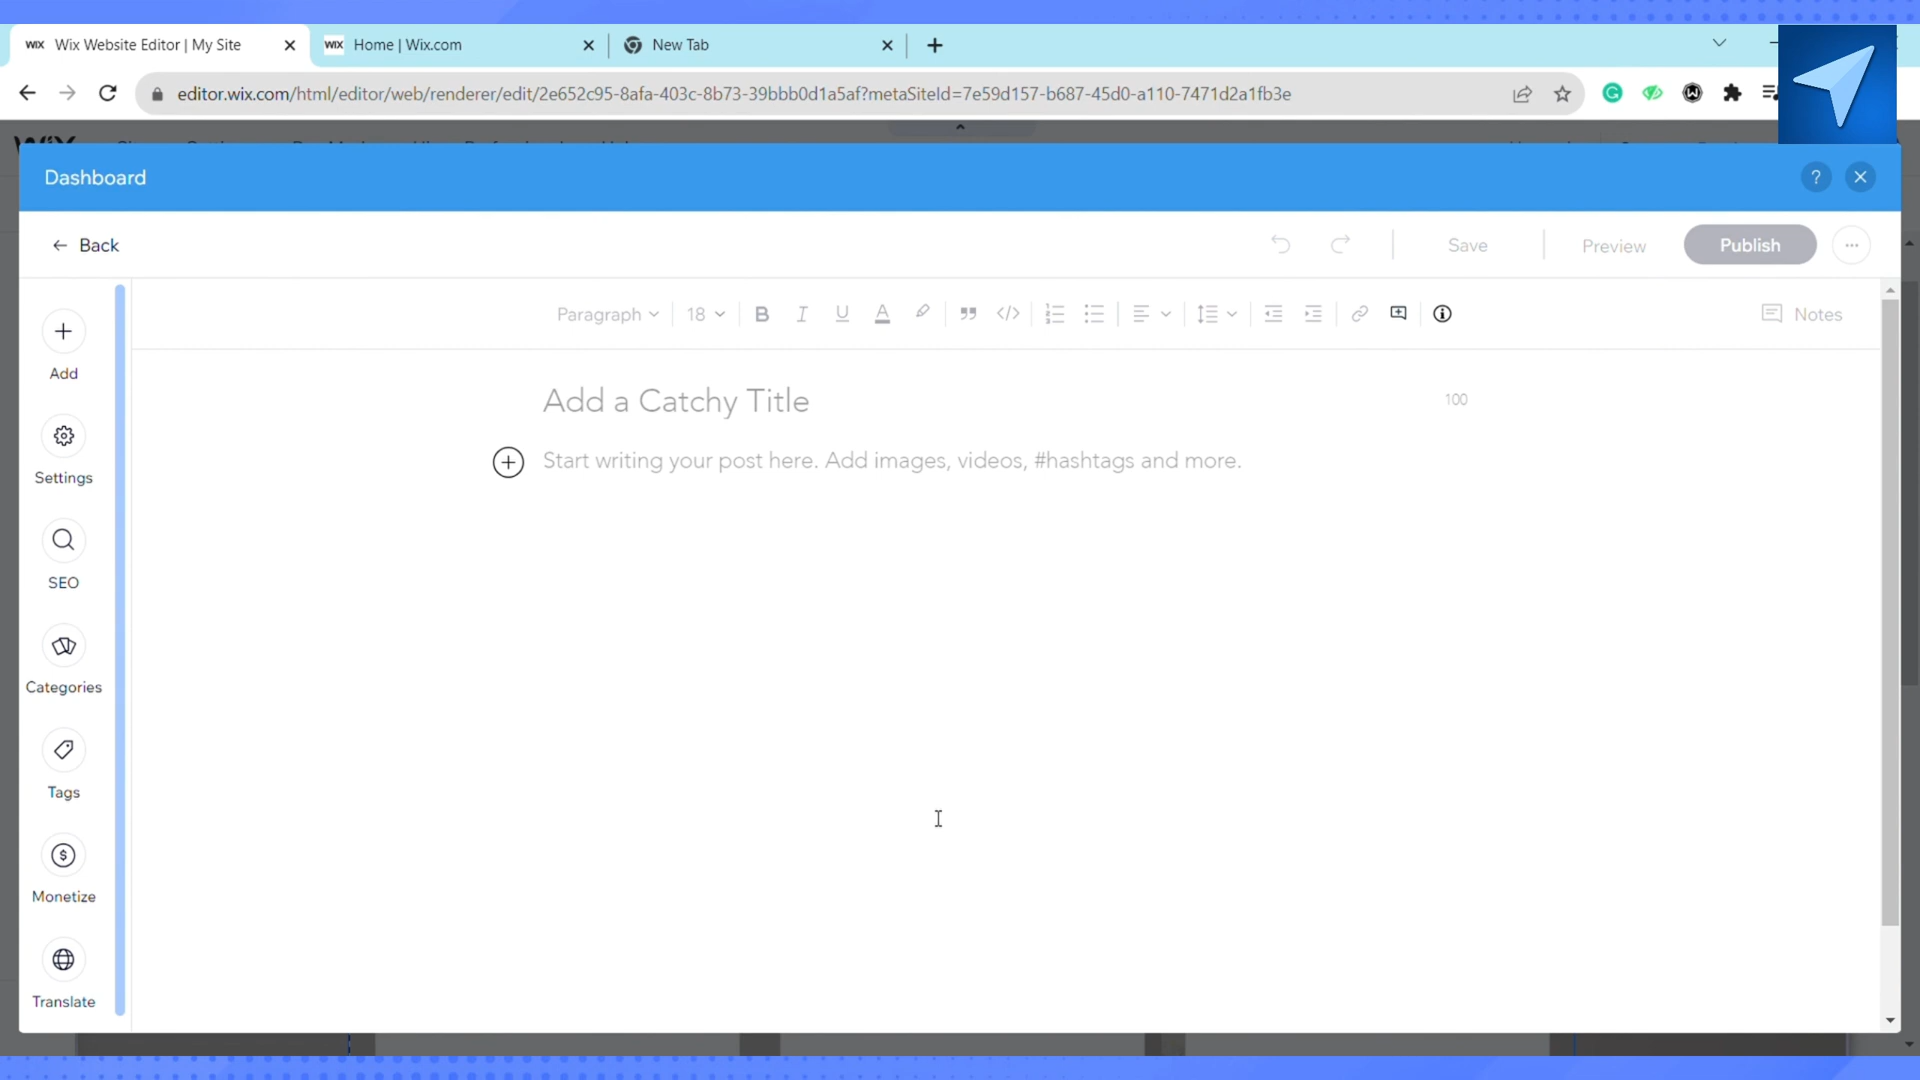 WIX Wix Website Editor | My Site
WIX Home | Wix.com
New Tab
editor.wix.com/html/editor/web/renderer/edit/2e652c95-8afa-403c-8b73-39bbb0d1a5af?metaSiteId=7e59d157-b687-45d0-a110-7471d2a1fb3e
Dashboard
?
Back
Save
Preview
Publish
Paragraph
18
B
I
U
A
Notes
Add
Settings
SEO
Categories
Tags
Monetize
Translate
Add a Catchy Title
100
Start writing your post here. Add images, videos, #hashtags and more.